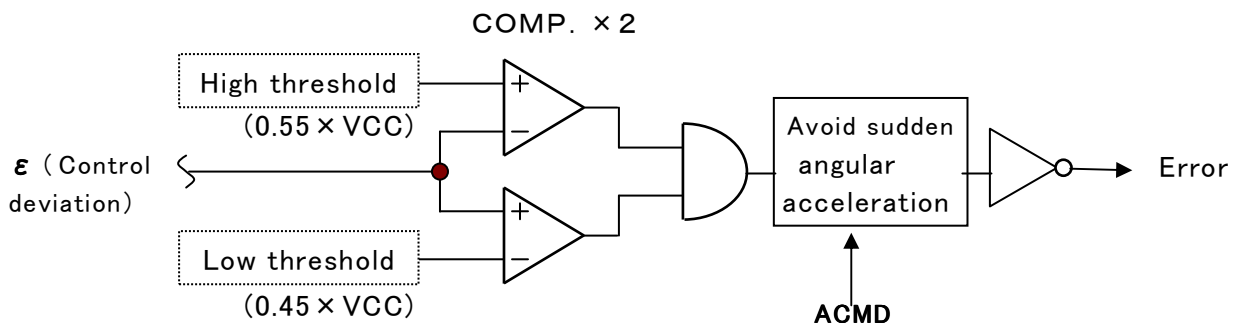 COMP. ×2
High threshold
(0.55×VCC)
+
−
ε (Control
deviation)
+
−
Low threshold
(0.45×VCC)
Avoid sudden
angular
acceleration
Error
ACMD